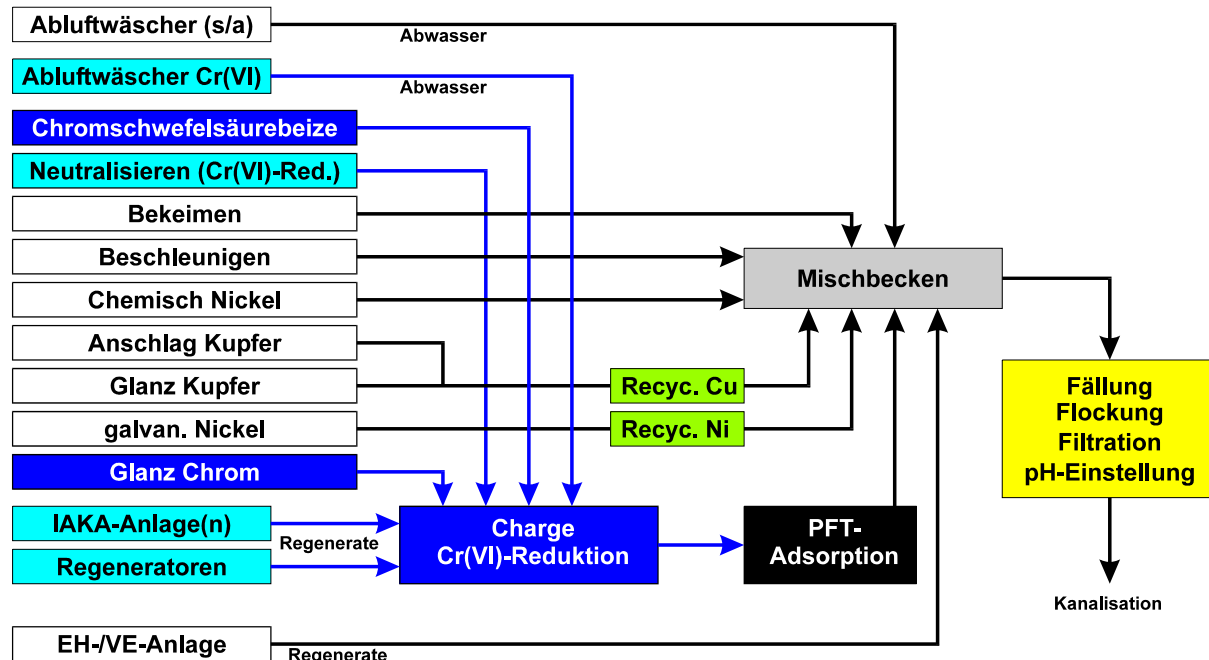 Abluftwäscher (s/a)
Abwasser
Abluftwäscher Cr(VI)
Abwasser
Chromschwefelsäurebeize
Neutralisieren (Cr(VI)-Red.)
Bekeimen
Beschleunigen
Chemisch Nickel
Anschlag Kupfer
Glanz Kupfer
galvan. Nickel
Glanz Chrom
IAKA-Anlage(n)
Regenerate
Regeneratoren
EH-/VE-Anlage
Regenerate
Recyc. Cu
Recyc. Ni
Charge
Cr(VI)-Reduktion
PFT-
Adsorption
Mischbecken
Fällung
Flockung
Filtration
pH-Einstellung
Kanalisation